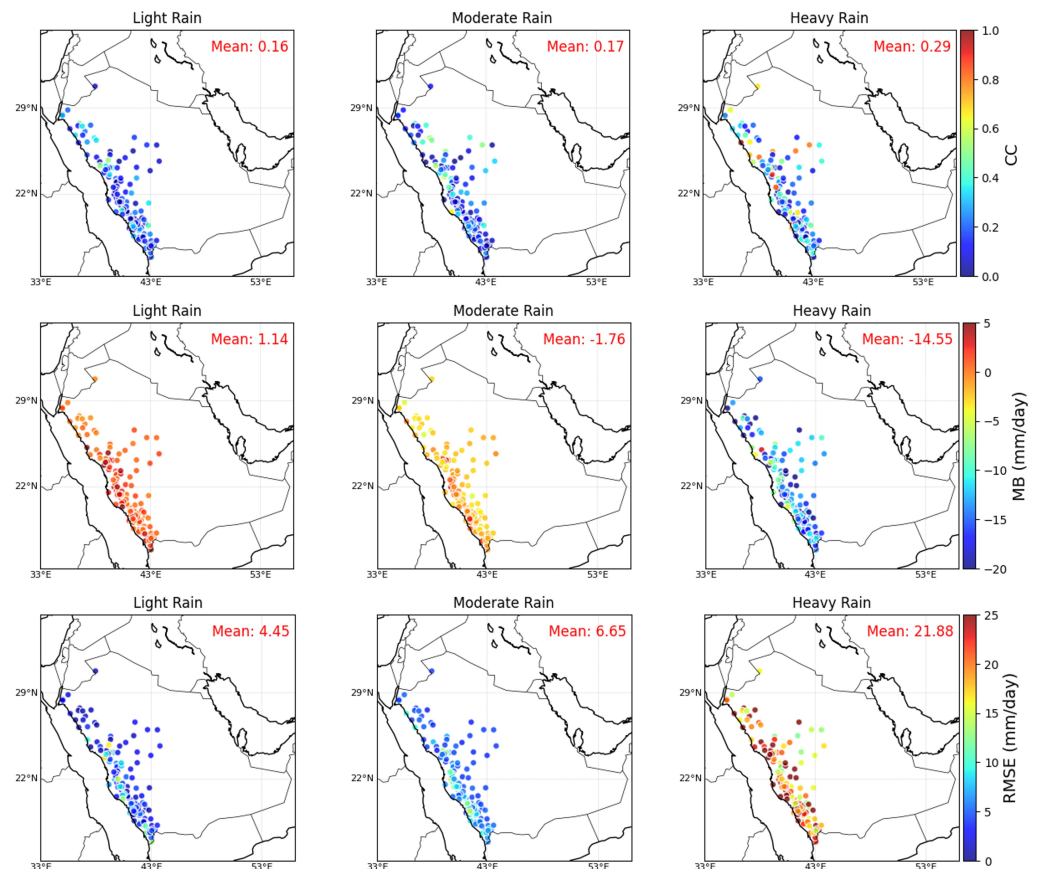 Light Rain
Moderate Rain
Heavy Rain
Mean: 0.16
Mean: 0.17
Mean: 0.29
29°N
22°N
33°E
43°E
53°E
29°N
22°N
33°E
43°E
53°E
29°N
22°N
33°E
43°E
53°E
1.0
0.8
0.6
0.4
0.2
0.0
CC
Light Rain
Moderate Rain
Heavy Rain
Mean: 1.14
Mean: -1.76
Mean: -14.55
29°N
22°N
33°E
43°E
53°E
29°N
22°N
33°E
43°E
53°E
29°N
22°N
33°E
43°E
53°E
5
0
−5
−10
−15
−20
MB (mm/day)
Light Rain
Moderate Rain
Heavy Rain
Mean: 4.45
Mean: 6.65
Mean: 21.88
29°N
22°N
33°E
43°E
53°E
29°N
22°N
33°E
43°E
53°E
29°N
22°N
33°E
43°E
53°E
25
20
15
10
5
0
RMSE (mm/day)